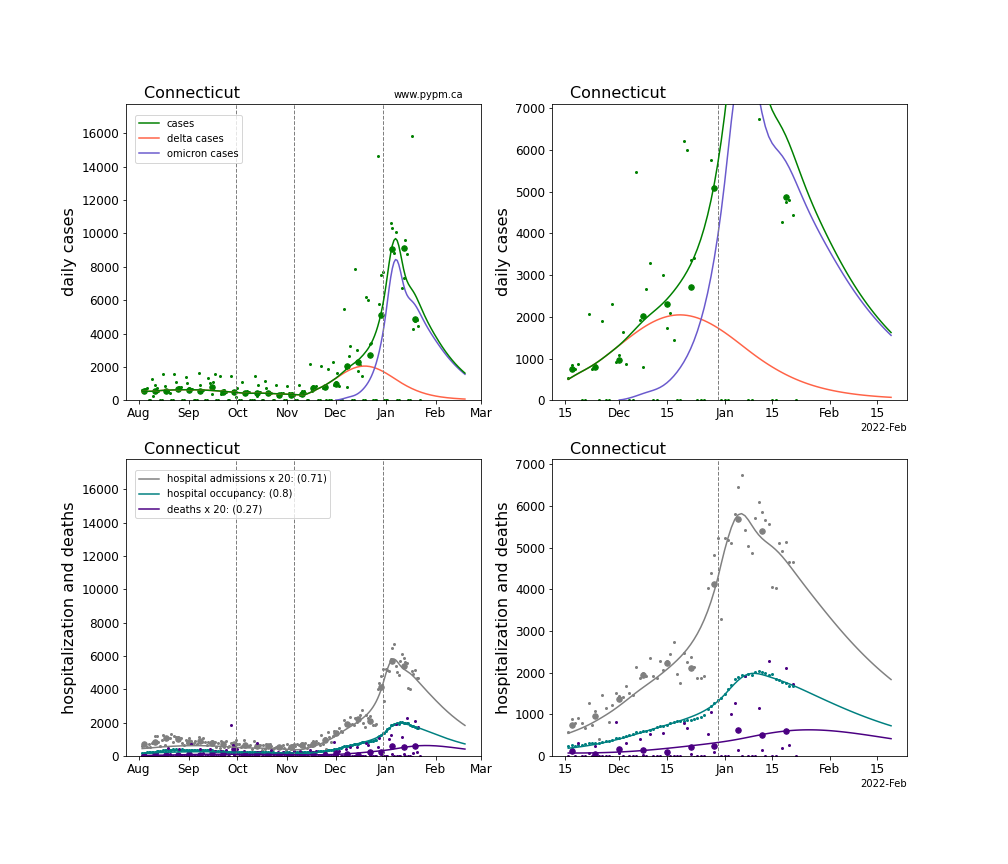 Connecticut
www.pypm.ca
daily cases
16000
14000
12000
10000
8000
6000
4000
2000
0
cases
delta cases
omicron cases
Aug Sep Oct Nov Dec Jan Feb Mar
Connecticut
daily cases
7000
6000
5000
4000
3000
2000
1000
0
15 Dec 15 Jan 15 Feb 15
2022-Feb
Connecticut
hospitalization and deaths
16000
14000
12000
10000
8000
6000
4000
2000
0
hospital admissions x 20: (0.71)
hospital occupancy: (0.8)
deaths x 20: (0.27)
Aug Sep Oct Nov Dec Jan Feb Mar
Connecticut
hospitalization and deaths
7000
6000
5000
4000
3000
2000
1000
0
15 Dec 15 Jan 15 Feb 15
2022-Feb